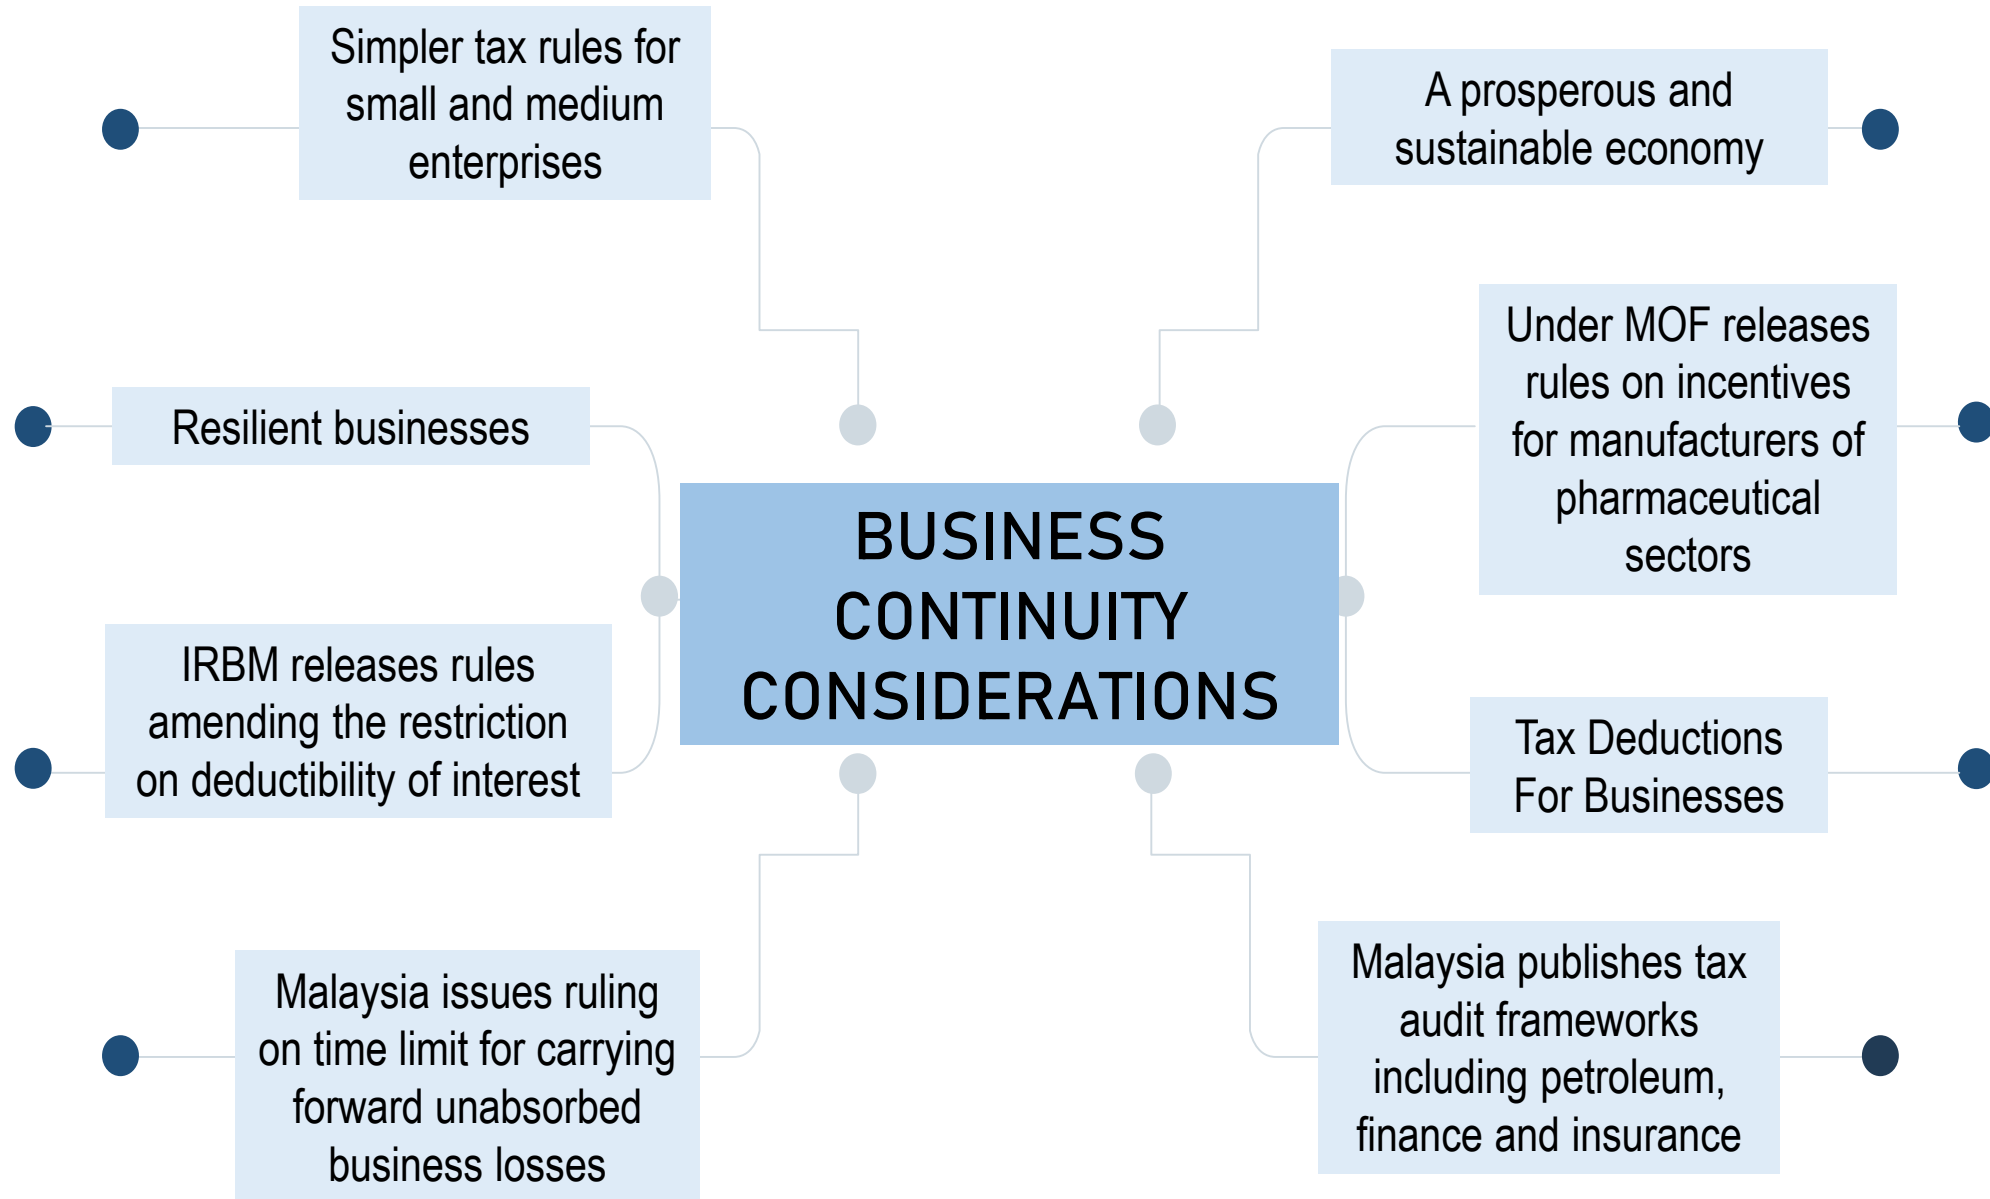 Simpler tax rules for
small and medium
enterprises
A prosperous and
sustainable economy
Under MOF releases
rules on incentives
for manufacturers of
pharmaceutical
sectors
Resilient businesses
BUSINESS
CONTINUITY
CONSIDERATIONS
IRBM releases rules
amending the restriction
on deductibility of interest
Tax Deductions
For Businesses
Malaysia issues ruling
on time limit for carrying
forward unabsorbed
business losses
Malaysia publishes tax
audit frameworks
including petroleum,
finance and insurance